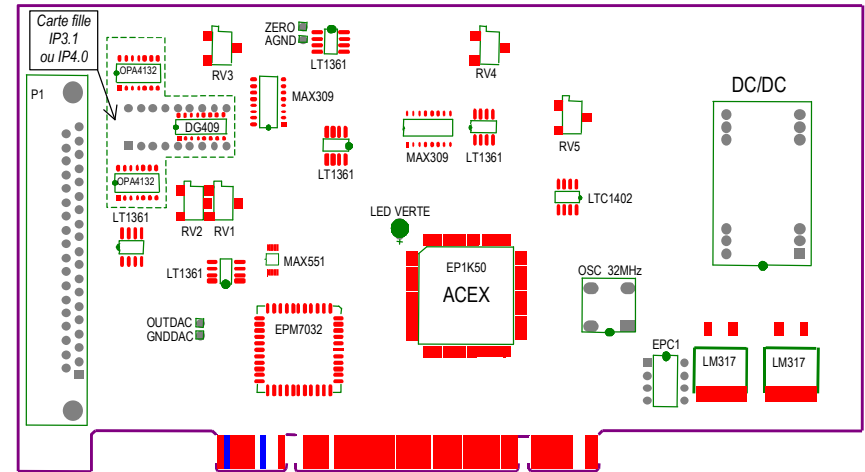 Carte fille
IP3.1
ou IP4.0
P1
OPA4132
DG409
OPA4132
LT1361
RV3
ZERO
AGND
LT1361
MAX309
LT1361
RV4
MAX309
LT1361
RV5
DC/DC
LTC1402
RV2
RV1
LT1361
MAX551
LED VERTE
EP1K50
ACEX
OSC 32MHz
OUTDAC
GNDDAC
EPM7032
EPC1
LM317
LM317